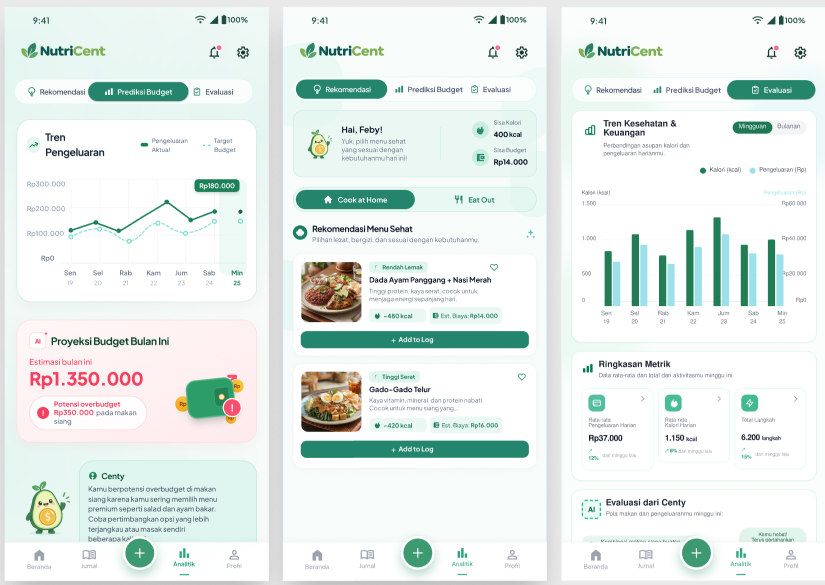 9:41
100%
NutriCent
Rekomendasi
Prediksi Budget
Evaluasi
Tren
Pengeluaran
Pengeluaran
Aktual
Target
Budget
Rp300.000
Rp180.000
Rp200.000
Rp100.000
Rp0
Sen Sel Rab Kam Jum Sab Min
19 20 21 22 23 24 25
AI
Proyeksi Budget Bulan Ini
Estimasi bulan ini
Rp1.350.000
Potensi overbudget
Rp350.000 pada makan
siang
Rp
Rp
Centy
Kamu berpotensi overbudget di makan
siang karena kamu sering memilih menu
premium seperti salad dan ayam bakar.
Coba pertimbangkan opsi yang lebih
terjangkau atau masak sendiri
beberapa kali
Beranda
Jurnal
Analitik
Profil
9:41
100%
NutriCent
Rekomendasi
Prediksi Budget
Evaluasi
Hai, Feby!
Yuk, pilih menu sehat
yang sesuai dengan
kebutuhanmu hari ini!
Sisa Kalori
400 kcal
Sisa Budget
Rp14.000
Cook at Home
Eat Out
Rekomendasi Menu Sehat
Pilihan lezat, bergizi, dan sesuai dengan kebutuhanmu.
Rendah Lemak
Dada Ayam Panggang + Nasi Merah
Tinggi protein, kaya serat, cocok untuk
menjaga energi sepanjang hari.
~480 kcal
Est. Biaya: Rp14.000
+ Add to Log
Tinggi Serat
Gado-Gado Telur
Kaya vitamin, mineral, dan protein nabati.
Cocok untuk menu siang yang...
~420 kcal
Est. Biaya: Rp16.000
+ Add to Log
Beranda
Jurnal
Analitik
Profil
9:41
100%
NutriCent
Rekomendasi
Prediksi Budget
Evaluasi
Tren Kesehatan &
Keuangan
Mingguan
Bulanan
Perbandingan asupan kalori dan
pengeluaran harianmu.
Kalori (kcal)
Pengeluaran (Rp)
Kalori (kcal)
Pengeluaran (Rp)
1.500
Rp60.000
1.000
Rp40.000
500
Rp20.000
0
Rp0
Sen Sel Rab Kam Jum Sab Min
19 20 21 22 23 24 25
Ringkasan Metrik
Data rata-rata dan total dari aktivitasmu minggu ini.
Rata-rata
Pengeluaran Harian
Rp37.000
12%
dari minggu lalu
Rata-rata
Kalori Harian
1.150 kcal
8% dari minggu lalu
Total Langkah
6.200 langkah
15%
dari minggu lalu
AI
Evaluasi dari Centy
Pola makan dan pengeluaranmu minggu ini:
Kamu hebat!
Terus pertahankan
Beranda
Jurnal
Analitik
Profil